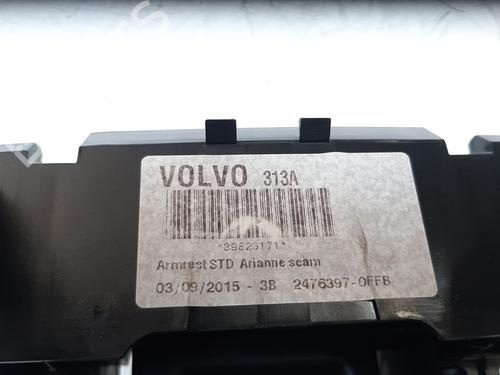 VOLVO 313A
*39825171*
Armrest STD Arianne seam
03/09/2015 - 3B 2476397-0FFB